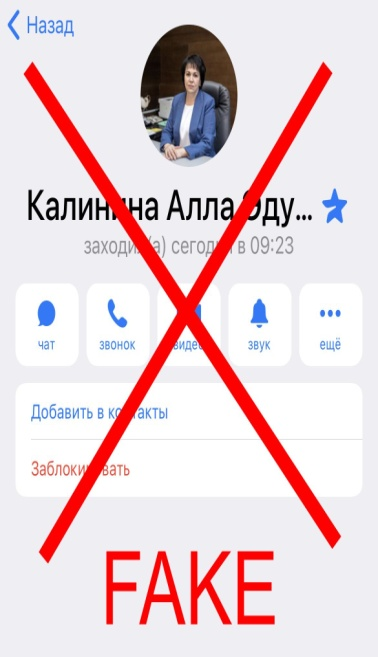 Назад
Калинина Алла Эду...
заходил(а) сегодня в 09:23
чат звонок видео звук ещё
Добавить в контакты
Заблокировать
FAKE